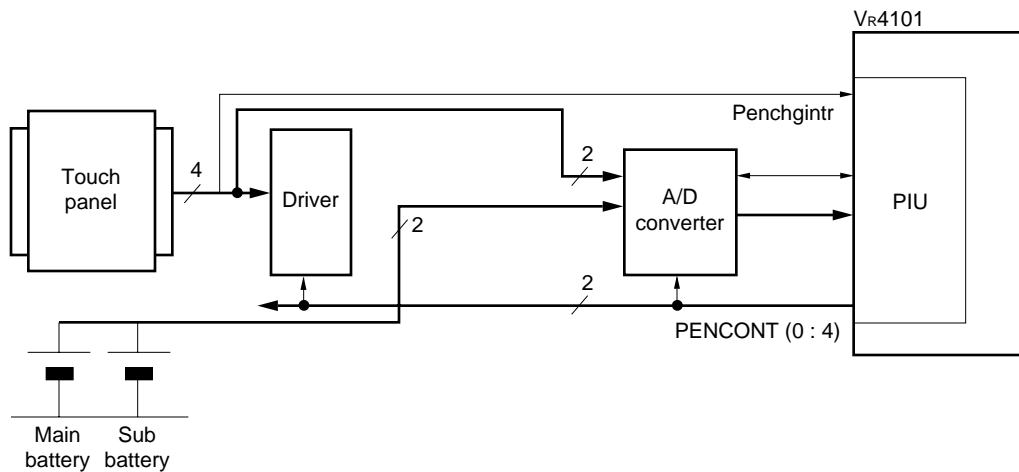 VR4101
Penchgintr
Touch
panel
4
Driver
2
A/D
converter
PIU
2
2
PENCONT (0 : 4)
Main
battery
Sub
battery